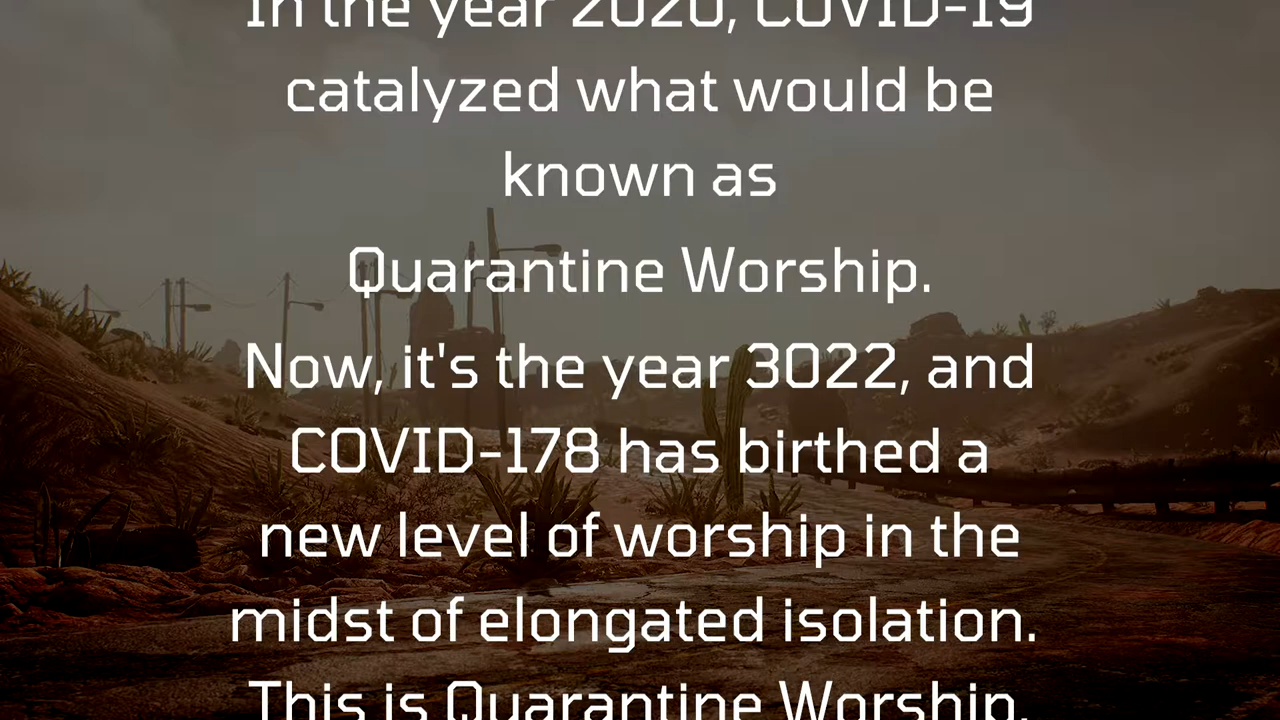 In the year 2020, COVID-19
catalyzed what would be
known as
Quarantine Worship.
Now, it's the year 3022, and
COVID-178 has birthed a
new level of worship in the
midst of elongated isolation.
This is Quarantine Worship.